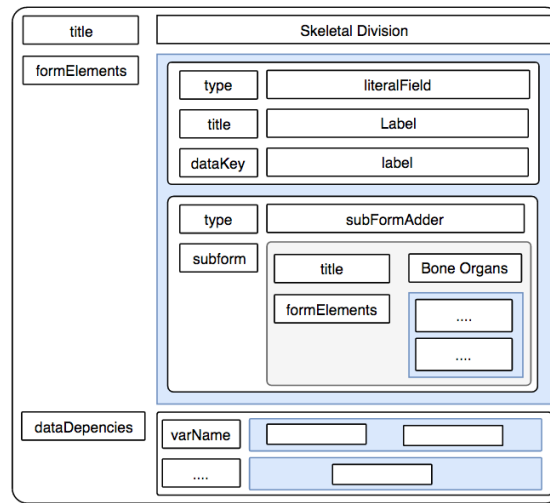 title Skeletal Division
formElements
type literalField
title Label
dataKey label
type subFormAdder
subform
title Bone Organs
formElements
....
....
dataDepencies
varName
....